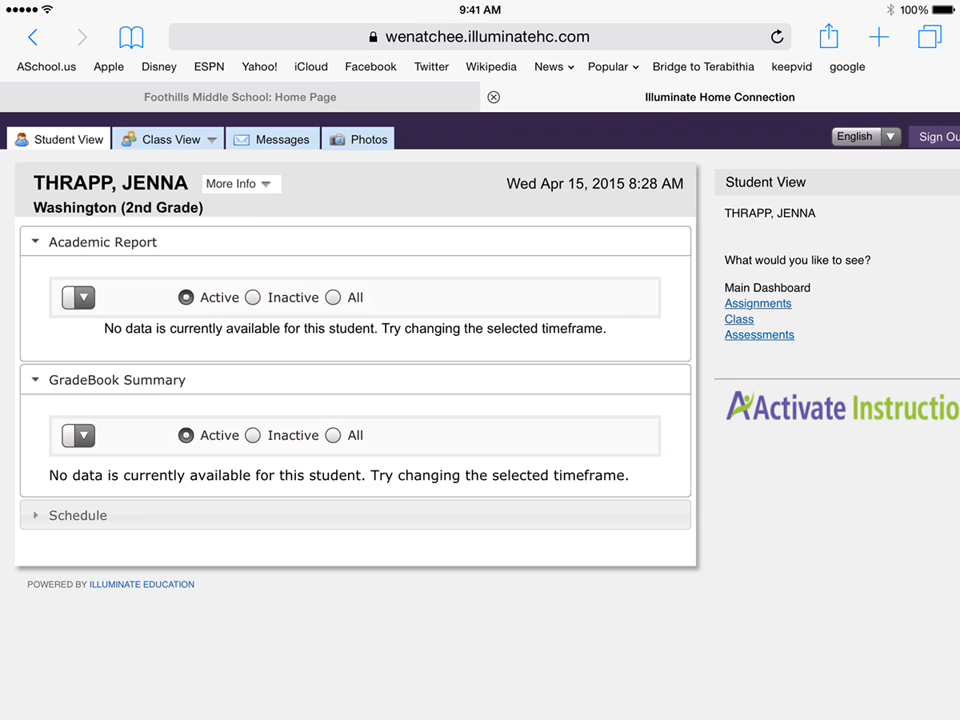 9:41 AM
100%
wenatchee.illuminatehc.com
ASchool.us Apple Disney ESPN Yahoo! iCloud Facebook Twitter Wikipedia News Popular Bridge to Terabithia keepvid google
Foothills Middle School: Home Page
Illuminate Home Connection
Student View Class View Messages Photos
English
Sign Ou
THRAPP, JENNA More Info
Wed Apr 15, 2015 8:28 AM
Washington (2nd Grade)
Academic Report
Active Inactive All
No data is currently available for this student. Try changing the selected timeframe.
GradeBook Summary
Active Inactive All
No data is currently available for this student. Try changing the selected timeframe.
Schedule
POWERED BY ILLUMINATE EDUCATION
Student View
THRAPP, JENNA
What would you like to see?
Main Dashboard
Assignments
Class
Assessments
Activate Instructio